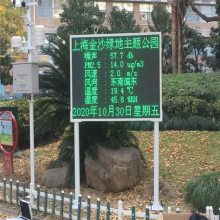 上海金沙绿地主题公园
噪声: 57.7 db
PM2.5: 14.0 ug/m3
风速: 2.0 m/s
风向: 东南偏东
温度: 19.4 ℃
湿度: 45.8 %RH
2020年10月30日 星期五